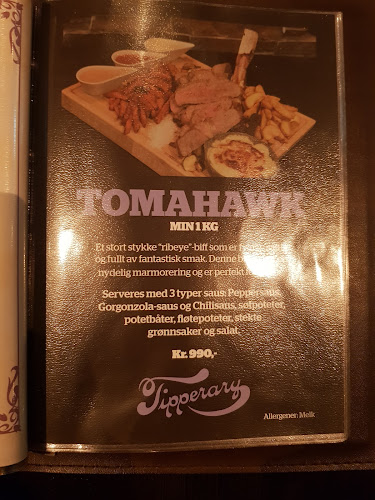 TOMAHAWK
MIN 1 KG
Et stort stykke "ribeye"-biff som er
og fullt av fantastisk smak. Denne
nydelig marmorering og er perfekt
Serveres med 3 typer saus: Peppersaus,
Gorgonzola-saus og Chilisaus, søtpoteter,
potetbåter, fløtepoteter, stekte
grønnsaker og salat.
Kr. 990,-
Tipperary
Allergener: Melk